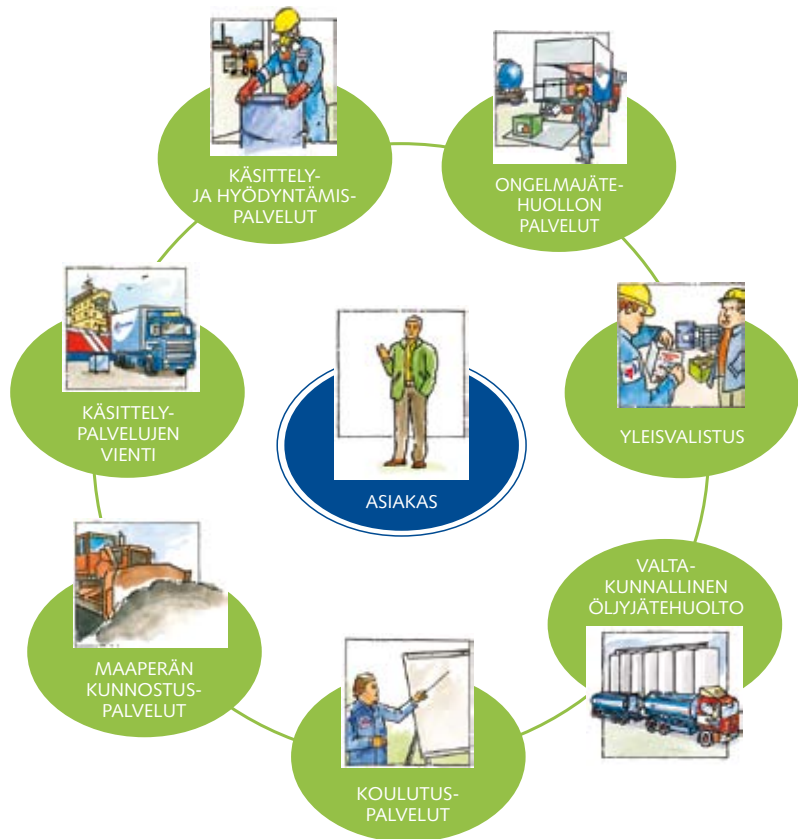 KÄSITTELY-
JA HYÖDYNTÄMIS-
PALVELUT
ONGELMAJÄTE-
HUOLLON
PALVELUT
KÄSITTELY-
PALVELUJEN
VIENTI
YLEISVALISTUS
ASIAKAS
VALTA-
KUNNALLINEN
ÖLJYJÄTEHUOLTO
MAAPERÄN
KUNNOSTUS-
PALVELUT
KOULUTUS-
PALVELUT